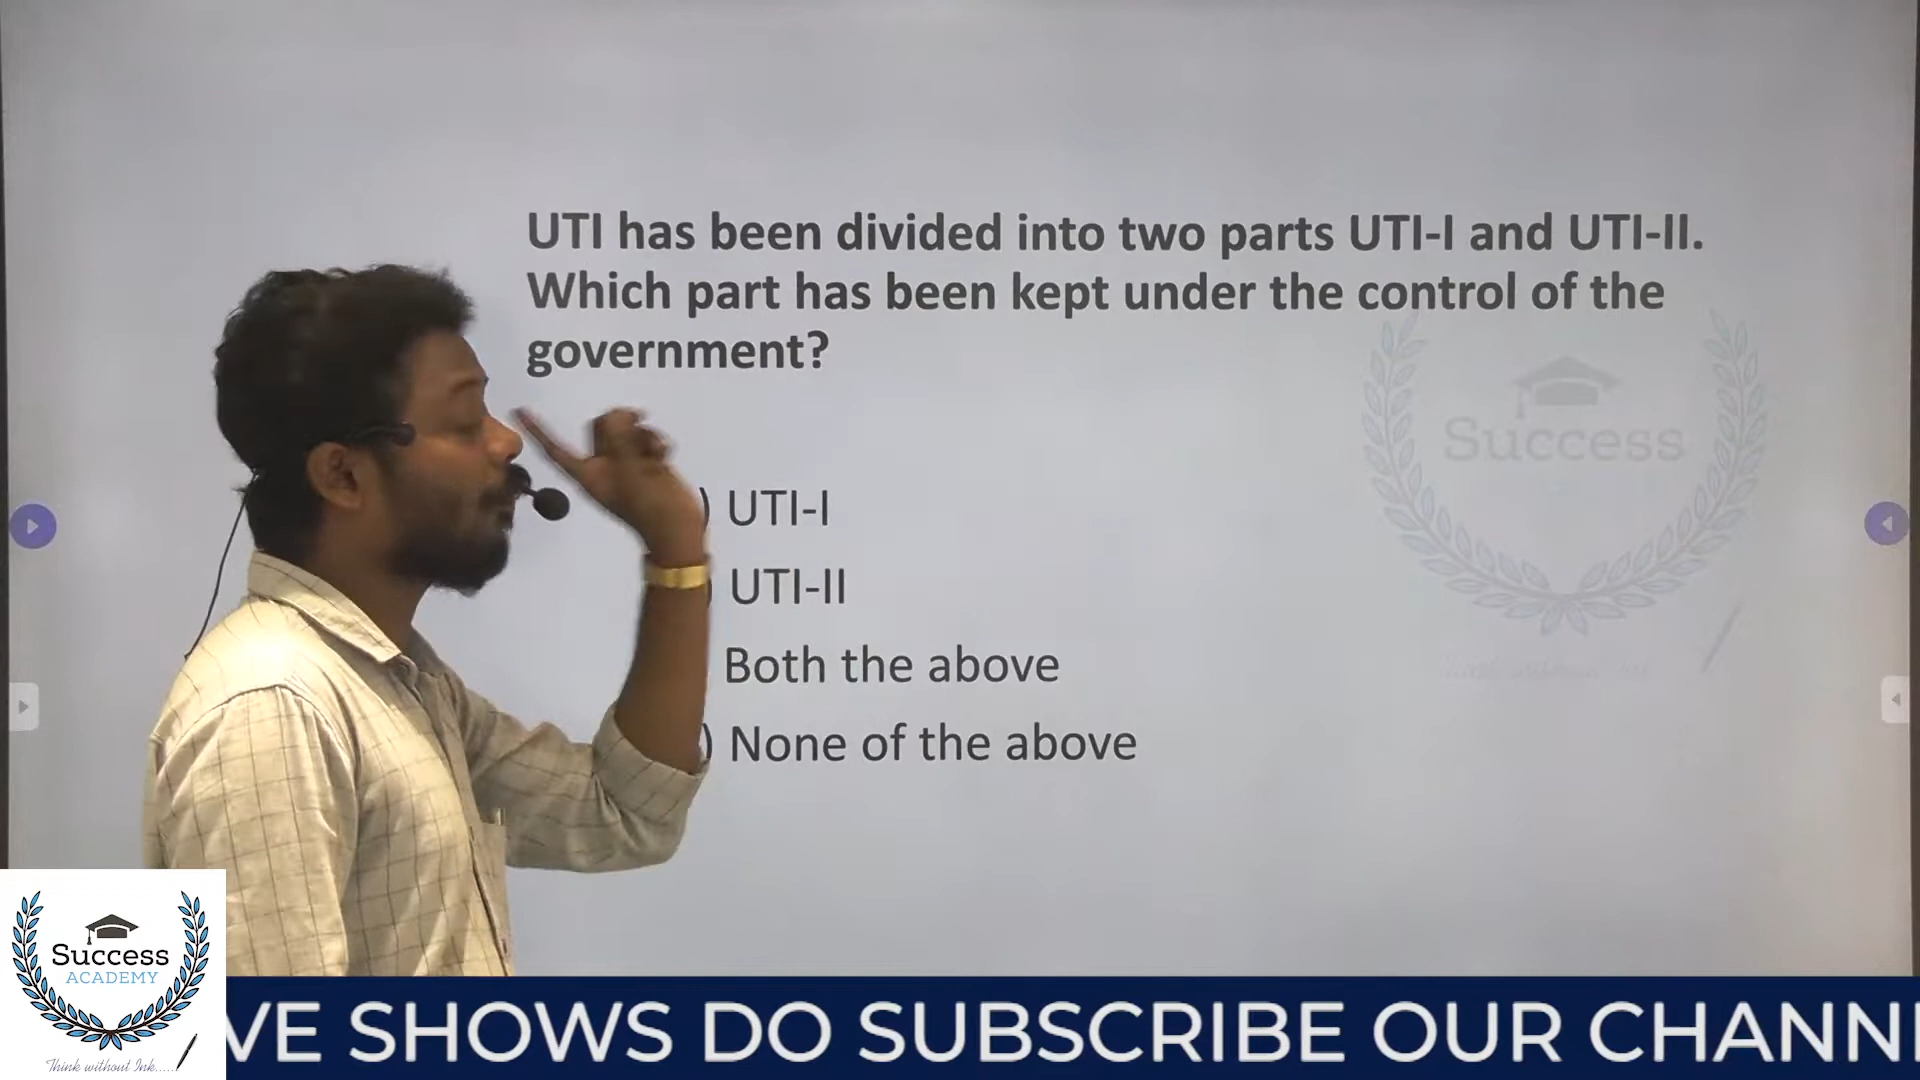 UTI has been divided into two parts UTI-I and UTI-II.
Which part has been kept under the control of the
government?
) UTI-I
) UTI-II
Both the above
) None of the above
Success
Success
ACADEMY
Think without Ink.....
VE SHOWS DO SUBSCRIBE OUR CHANN